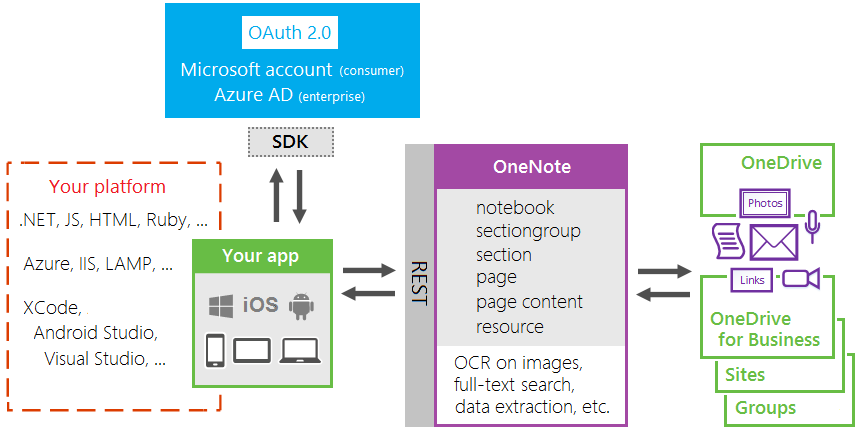 OAuth 2.0
Microsoft account (consumer)
Azure AD (enterprise)
SDK
Your platform
.NET, JS, HTML, Ruby, ...
Azure, IIS, LAMP, ...
XCode,
Android Studio,
Visual Studio, ...
Your app
iOS
REST
OneNote
notebook
sectiongroup
section
page
page content
resource
OCR on images,
full-text search,
data extraction, etc.
OneDrive
Photos
Links
OneDrive
for Business
Sites
Groups